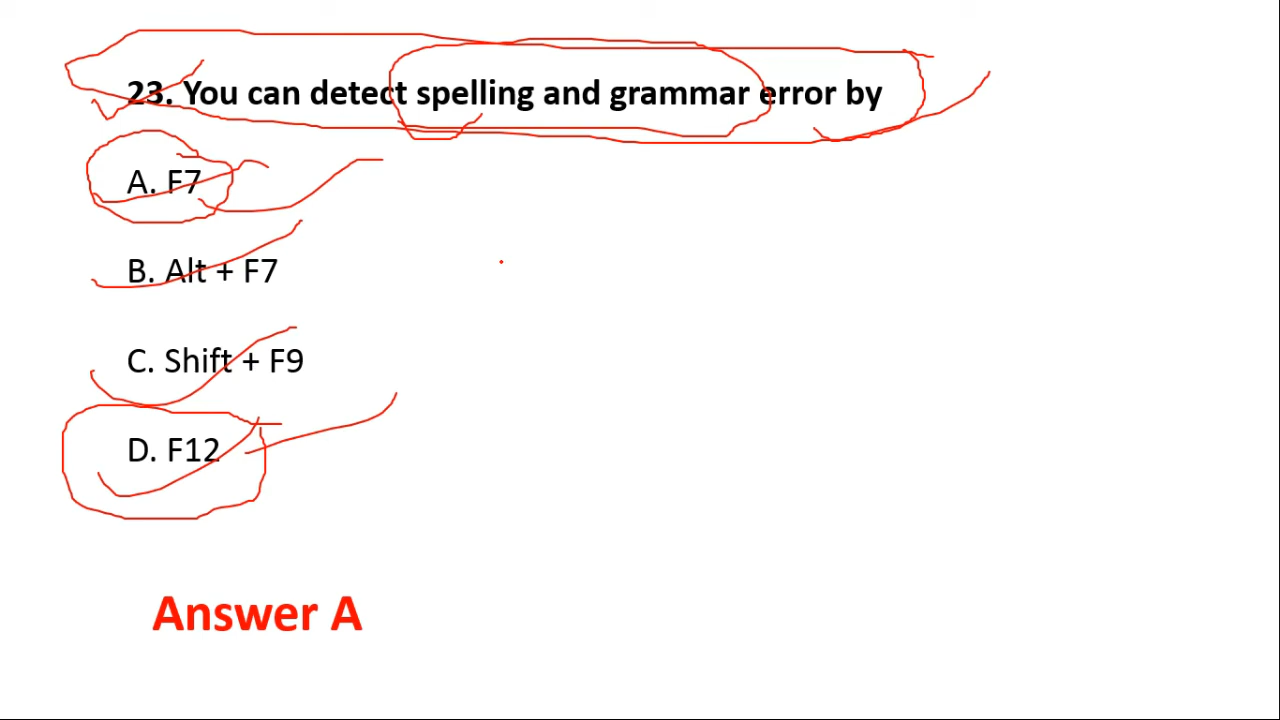 23. You can detect spelling and grammar error by
A. F7
B. Alt + F7
C. Shift + F9
D. F12
Answer A